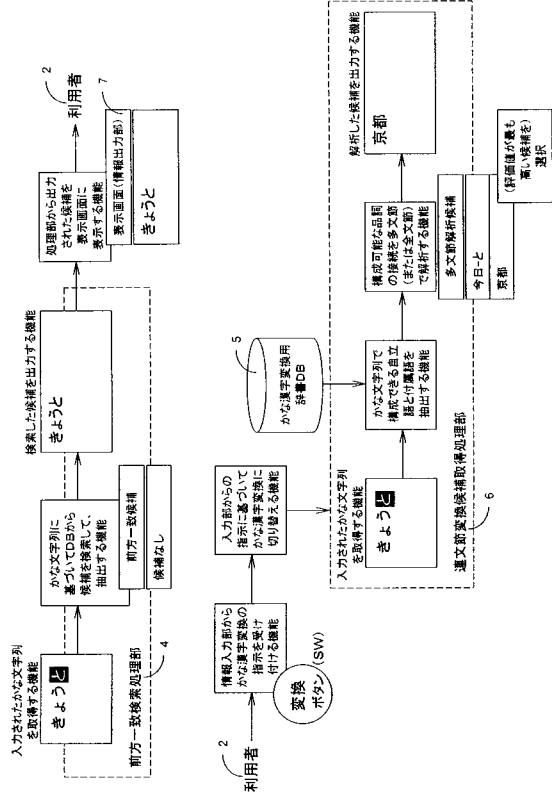 入力されたかな文字列
を取得する機能
きょうと
かな文字列に
基づいてDBから
候補を検索して、
抽出する機能
前方一致候補
候補なし
検索した候補を出力する機能
きょうと
前方一致検索処理部
4
処理部から出力
された候補を
表示画面に
表示する機能
2
利用者
表示画面(情報出力部)
7
きょうと
2
利用者
情報入力部から
かな漢字変換の
指示を受け
付ける機能
変換
ボタン
(SW)
入力部からの
指示に基づいて
かな漢字変換に
切り替える機能
5
かな漢字変換用
辞書DB
入力されたかな文字列
を取得する機能
きょうと
かな文字列で
構成できる自立
語と付属語を
抽出する機能
構成可能な品詞
の接続を多文節
(または全文節)
で解析する機能
多文節解析候補
今日-と
京都
(評価値が最も
高い候補を)
選択
解析した候補を出力する機能
京都
連文節変換候補取得処理部
6